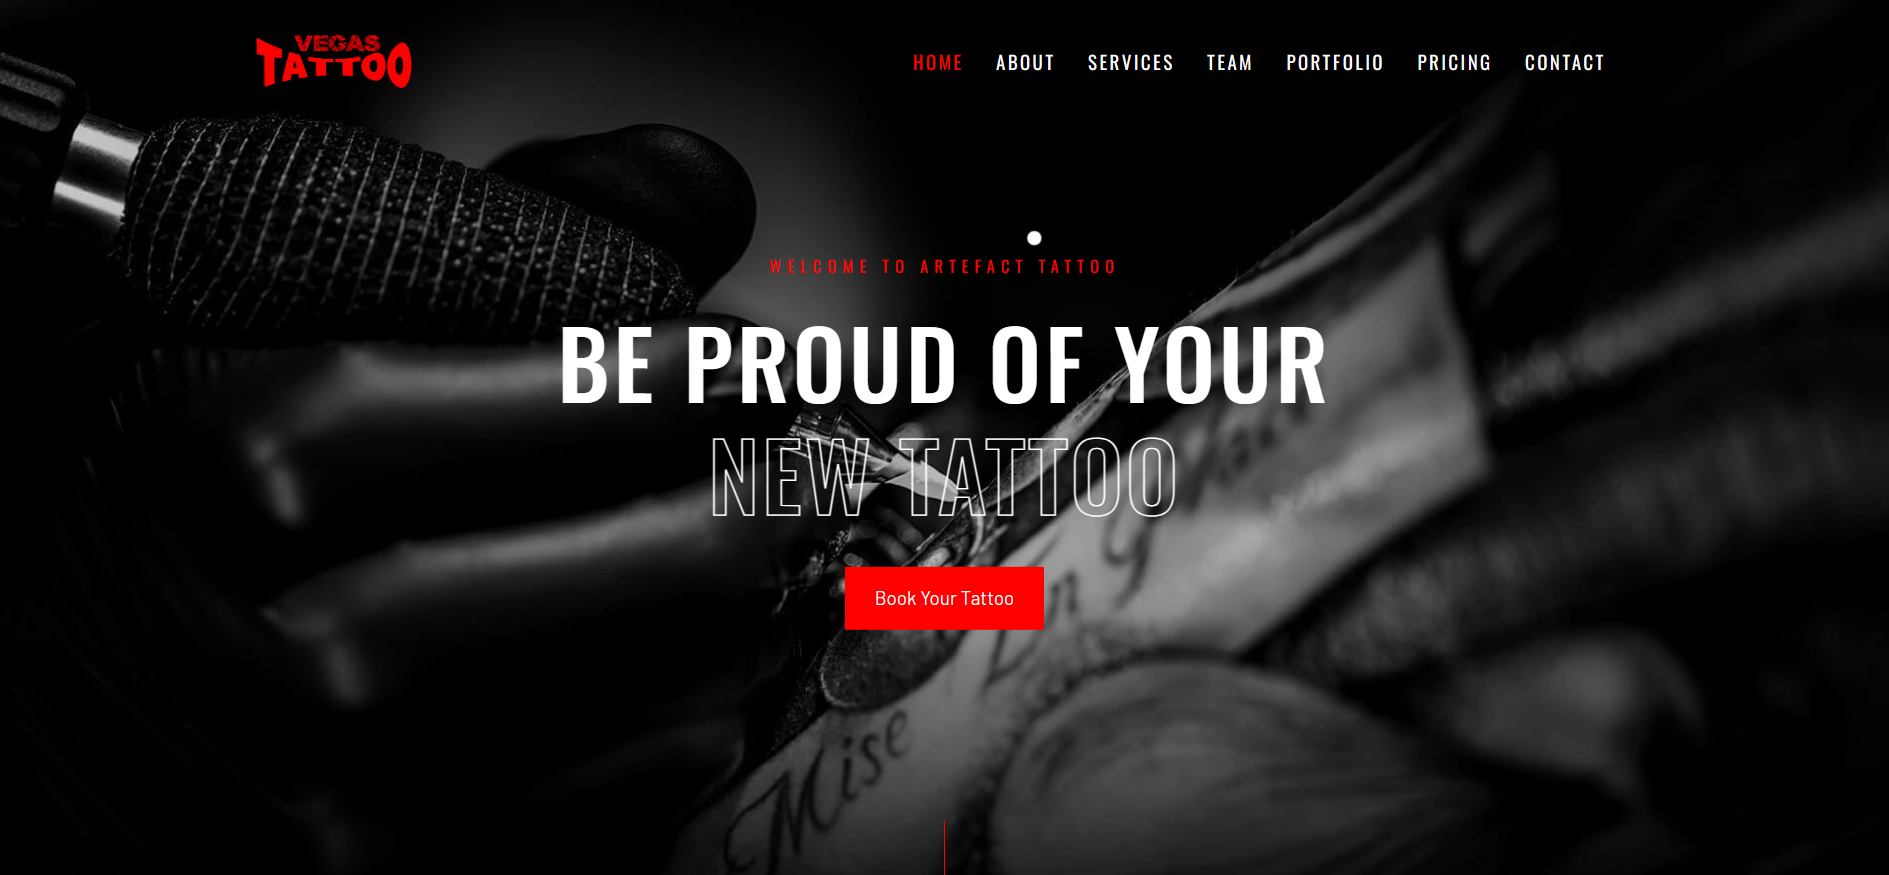 VEGAS
TATTOO
HOME ABOUT SERVICES TEAM PORTFOLIO PRICING CONTACT
WELCOME TO ARTEFACT TATTOO
BE PROUD OF YOUR
NEW TATTOO
Book Your Tattoo
Mise